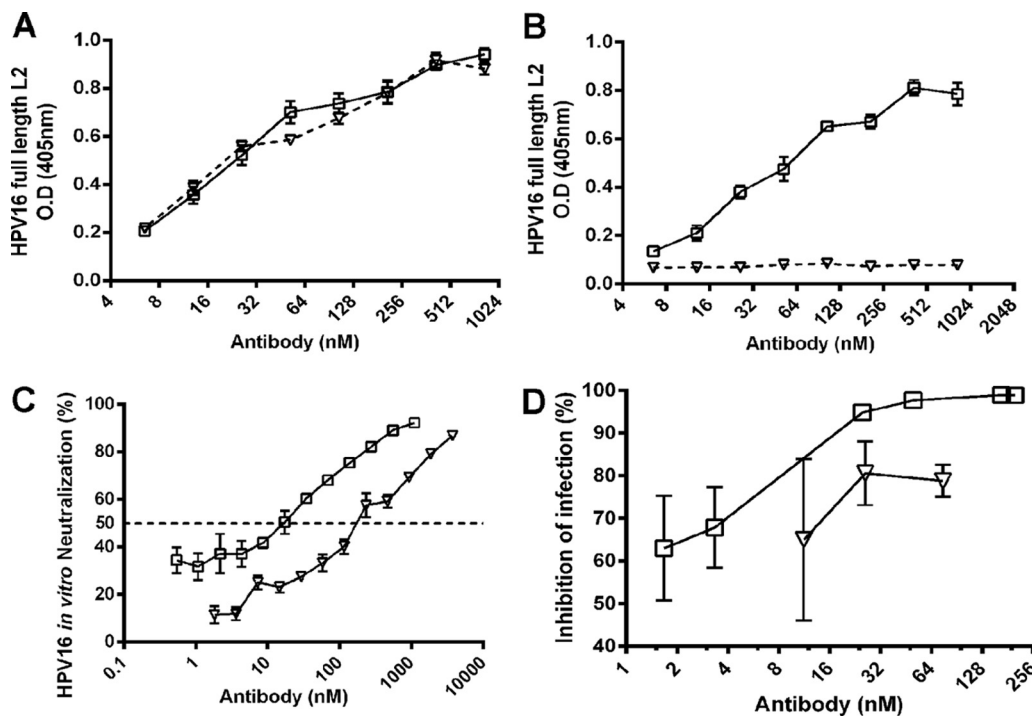 A
HPV16 full length L2
O.D (405nm)
1.0
0.8
0.6
0.4
0.2
0.0
4 8 16 32 64 128 256 512 1024
Antibody (nM)
B
HPV16 full length L2
O.D (405nm)
1.0
0.8
0.6
0.4
0.2
0.0
4 8 16 32 64 128 256 512 1024 2048
Antibody (nM)
C
HPV16 in vitro Neutralization (%)
100
80
60
50
40
20
0
0.1 1 10 100 1000 10000
Antibody (nM)
D
Inhibition of infection (%)
100
90
80
70
60
50
40
1 2 4 8 16 32 64 128 256
Antibody (nM)